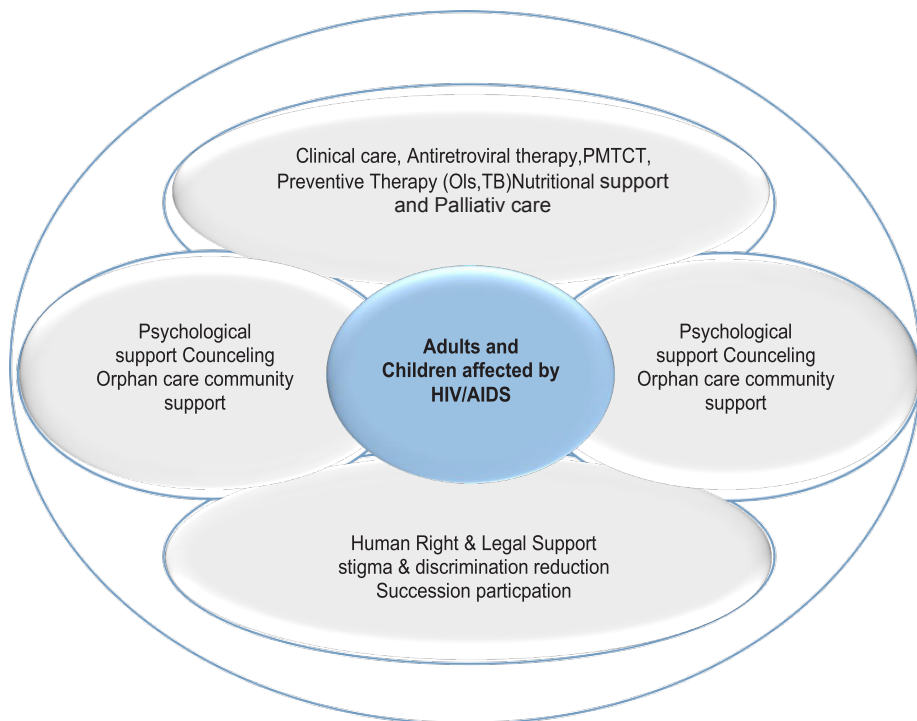 Clinical care, Antiretroviral therapy,PMTCT,
Preventive Therapy (OIs,TB)Nutritional support
and Palliativ care
Psychological
support Counceling
Orphan care community
support
Adults and
Children affected by
HIV/AIDS
Psychological
support Counceling
Orphan care community
support
Human Right & Legal Support
stigma & discrimination reduction
Succession particpation